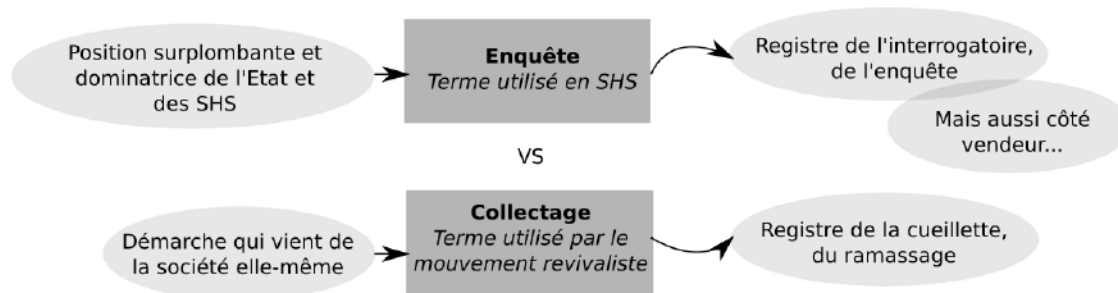 Position surplombante et
dominatrice de l'Etat et
des SHS
Enquête
Terme utilisé en SHS
Registre de l'interrogatoire,
de l'enquête
Mais aussi côté
vendeur...
VS
Démarche qui vient de
la société elle-même
Collectage
Terme utilisé par le
mouvement revivaliste
Registre de la cueillette,
du ramassage